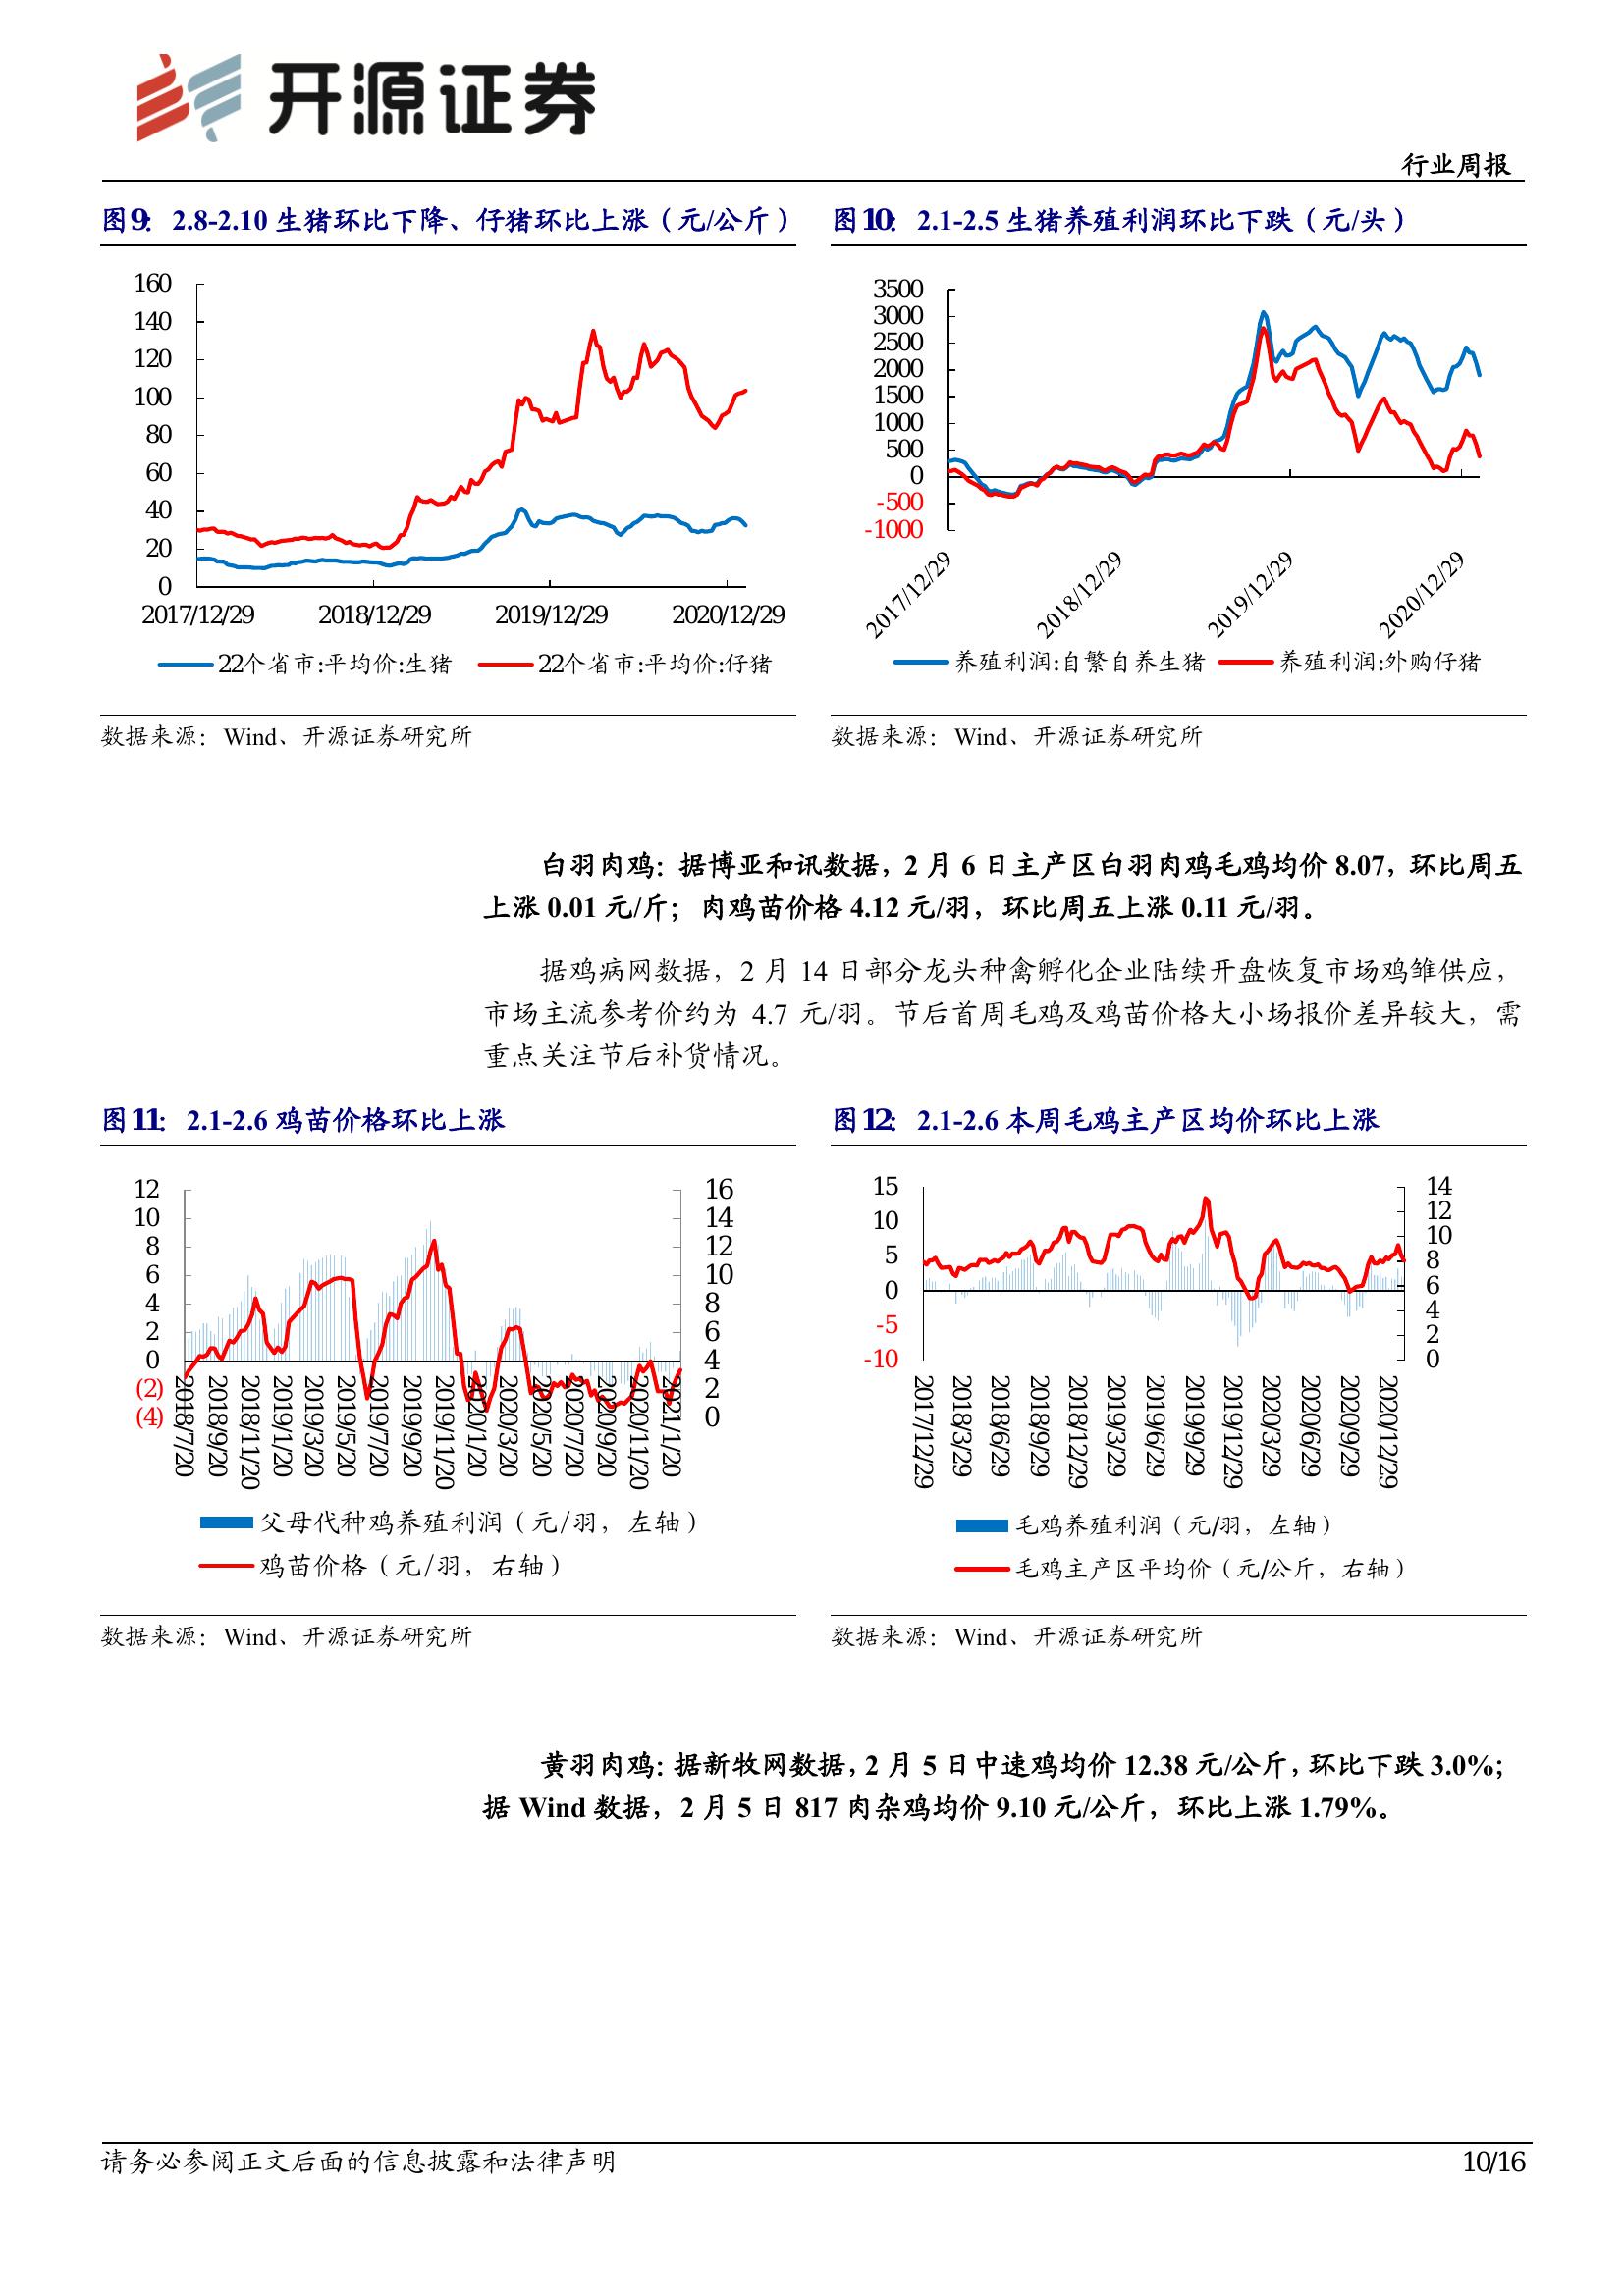 开源证券
行业周报
图9： 2.8-2.10 生猪环比下降、仔猪环比上涨（元/公斤）
160
140
120
100
80
60
40
20
0
2017/12/29 2018/12/29 2019/12/29 2020/12/29
22个省市:平均价:生猪 22个省市:平均价:仔猪
数据来源：Wind、开源证券研究所
图10： 2.1-2.5 生猪养殖利润环比下跌（元/头）
3500
3000
2500
2000
1500
1000
500
0
-500
-1000
2017/12/29 2018/12/29 2019/12/29 2020/12/29
养殖利润:自繁自养生猪 养殖利润:外购仔猪
数据来源：Wind、开源证券研究所
白羽肉鸡：据博亚和讯数据，2 月 6 日主产区白羽肉鸡毛鸡均价 8.07，环比周五
上涨 0.01 元/斤；肉鸡苗价格 4.12 元/羽，环比周五上涨 0.11 元/羽。
据鸡病网数据，2 月 14 日部分龙头种禽孵化企业陆续开盘恢复市场鸡雏供应，
市场主流参考价约为 4.7 元/羽。节后首周毛鸡及鸡苗价格大小场报价差异较大，需
重点关注节后补货情况。
图11： 2.1-2.6 鸡苗价格环比上涨
12
10
8
6
4
2
0
(2)
(4)
16
14
12
10
8
6
4
2
0
2018/7/20 2018/9/20 2018/11/20 2019/1/20 2019/3/20 2019/5/20 2019/7/20 2019/9/20 2019/11/20 2020/1/20 2020/3/20 2020/5/20 2020/7/20 2020/9/20 2020/11/20 2021/1/20
父母代种鸡养殖利润（元/羽，左轴）
鸡苗价格（元/羽，右轴）
数据来源：Wind、开源证券研究所
图12： 2.1-2.6 本周毛鸡主产区均价环比上涨
15
10
5
0
-5
-10
14
12
10
8
6
4
2
0
2017/12/29 2018/3/29 2018/6/29 2018/9/29 2018/12/29 2019/3/29 2019/6/29 2019/9/29 2019/12/29 2020/3/29 2020/6/29 2020/9/29 2020/12/29
毛鸡养殖利润（元/羽，左轴）
毛鸡主产区平均价（元/公斤，右轴）
数据来源：Wind、开源证券研究所
黄羽肉鸡：据新牧网数据，2 月 5 日中速鸡均价 12.38 元/公斤，环比下跌 3.0%；
据 Wind 数据，2 月 5 日 817 肉杂鸡均价 9.10 元/公斤，环比上涨 1.79%。
请务必参阅正文后面的信息披露和法律声明
10/16